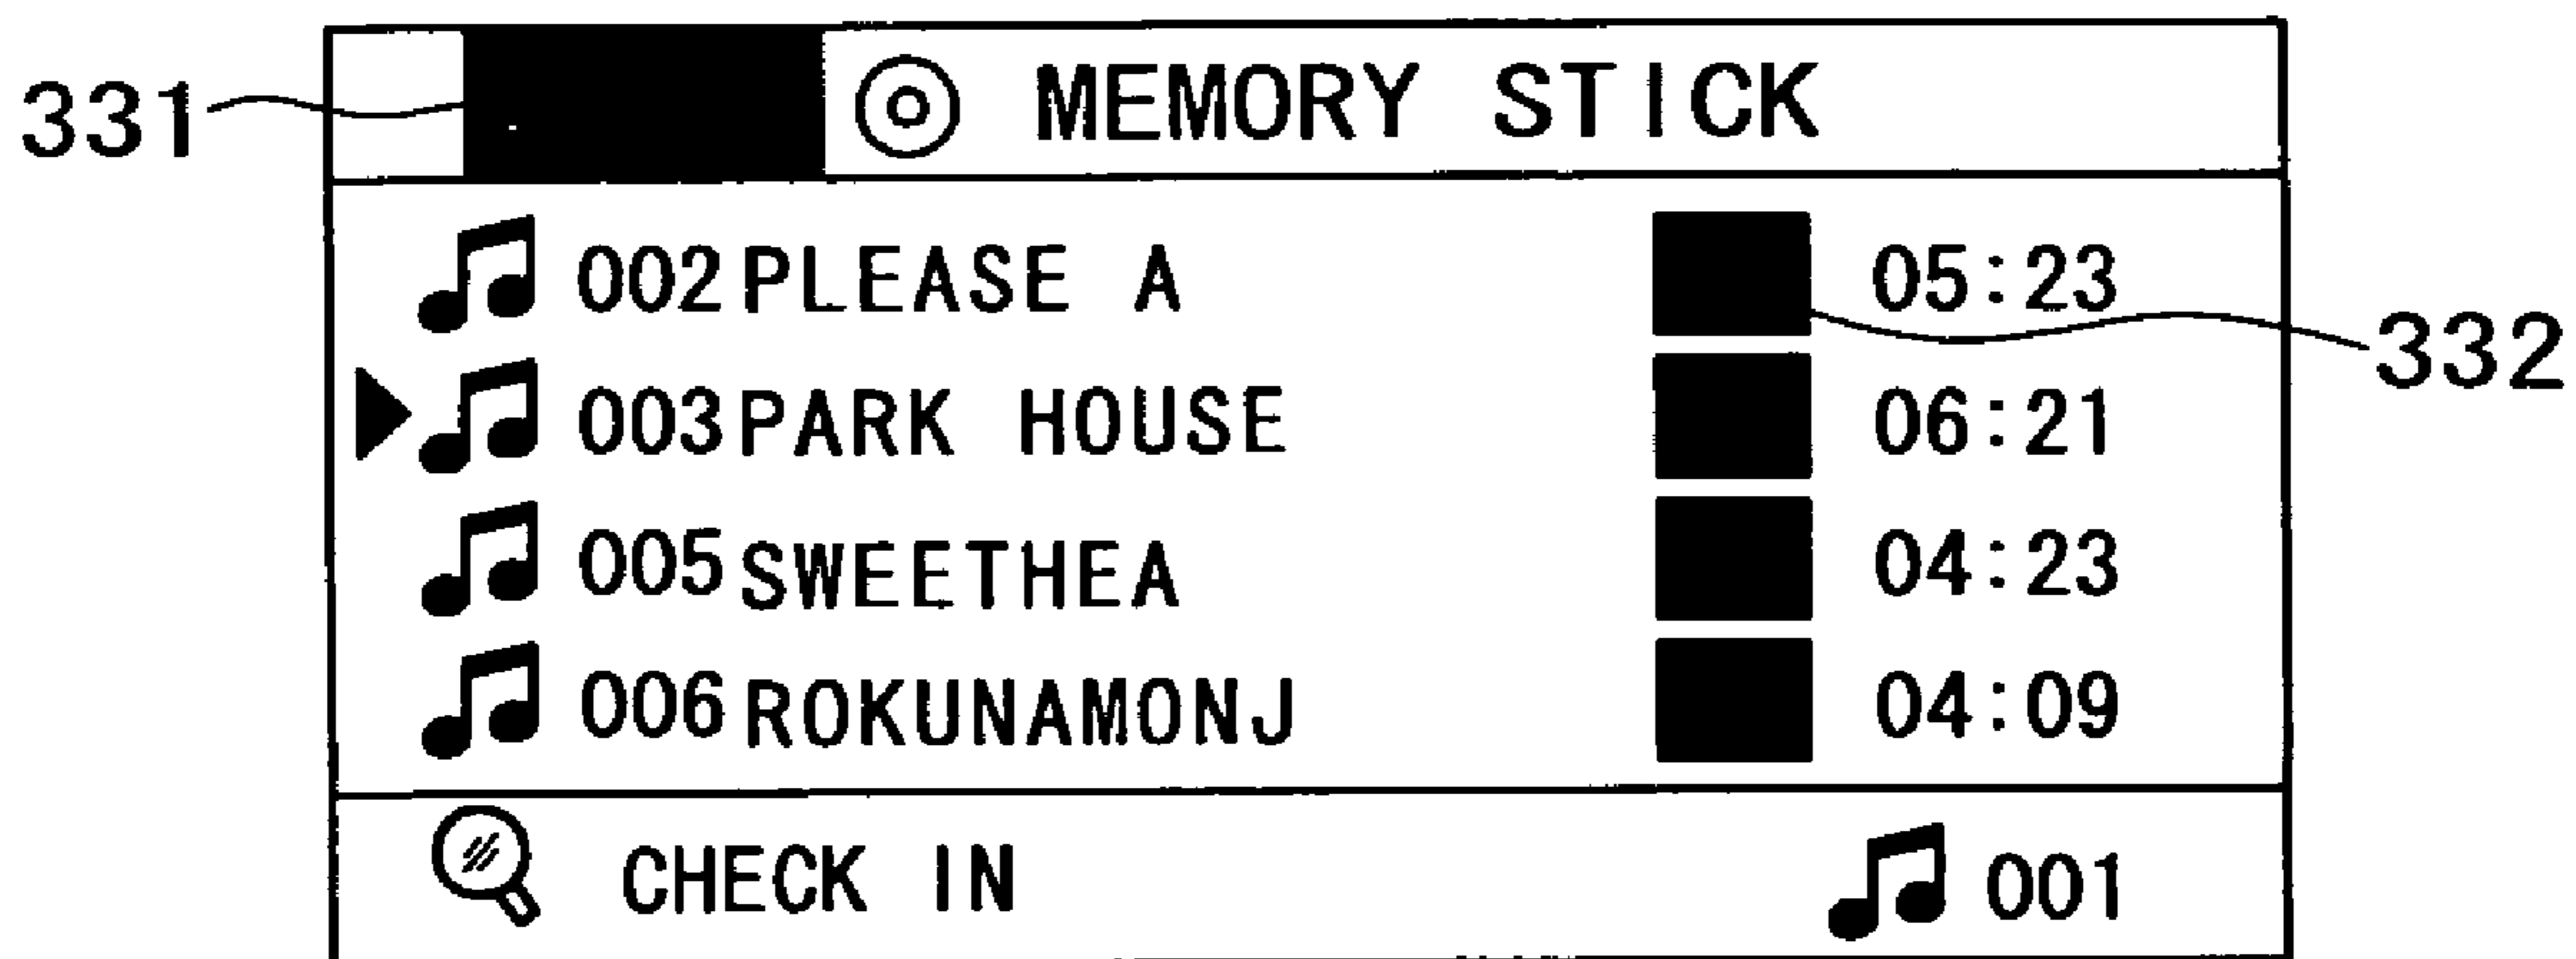 331
MEMORY STICK
002 PLEASE A 05:23
332
003 PARK HOUSE 06:21
005 SWEETHEA 04:23
006 ROKUNAMONJ 04:09
CHECK IN 001